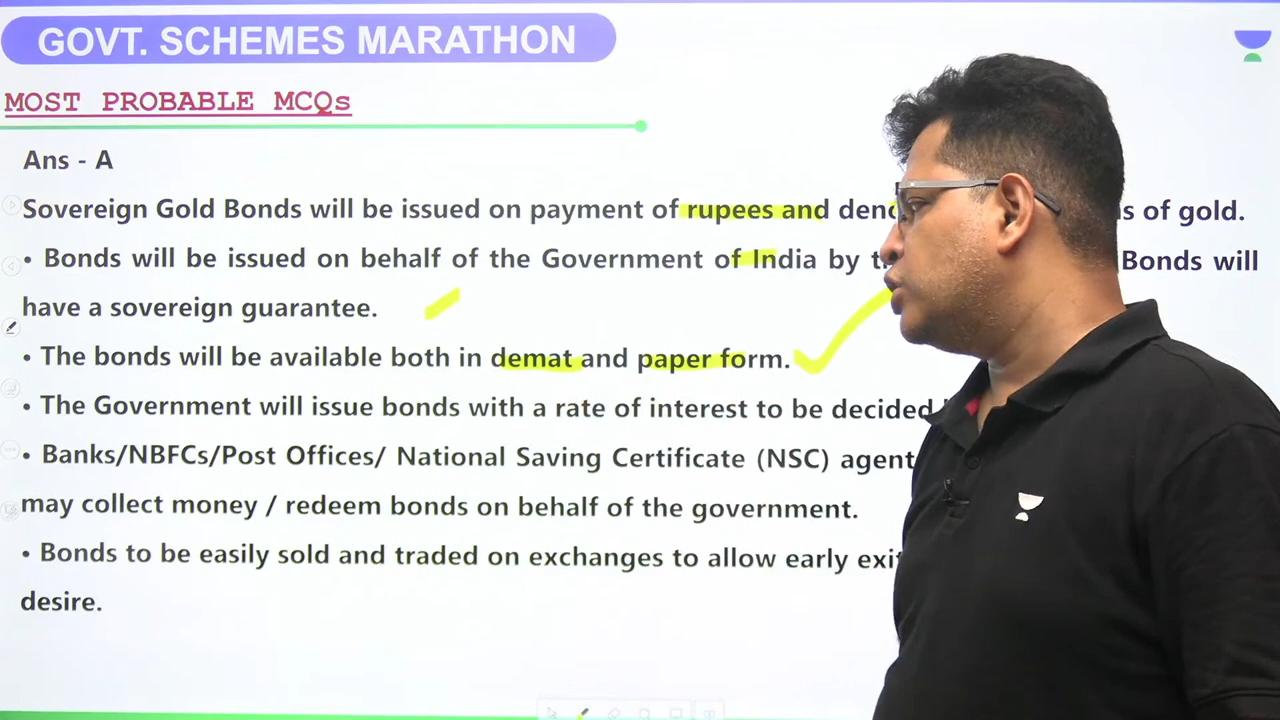 GOVT. SCHEMES MARATHON
MOST PROBABLE MCQs
Ans - A
Sovereign Gold Bonds will be issued on payment of rupees and of gold.
• Bonds will be issued on behalf of the Government of India by Bonds will
have a sovereign guarantee.
• The bonds will be available both in demat and paper form.
• The Government will issue bonds with a rate of interest to be decided
• Banks/NBFCs/Post Offices/ National Saving Certificate (NSC)
may collect money / redeem bonds on behalf of the government.
• Bonds to be easily sold and traded on exchanges to allow early
desire.